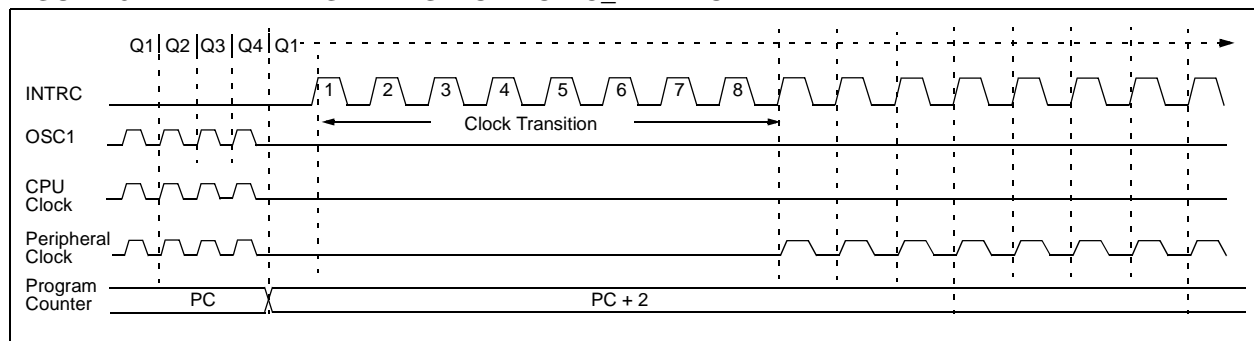 Q1 Q2 Q3 Q4 Q1
INTRC
1 2 3 4 5 6 7 8
Clock Transition
OSC1
CPU
Clock
Peripheral
Clock
Program
Counter
PC
PC + 2